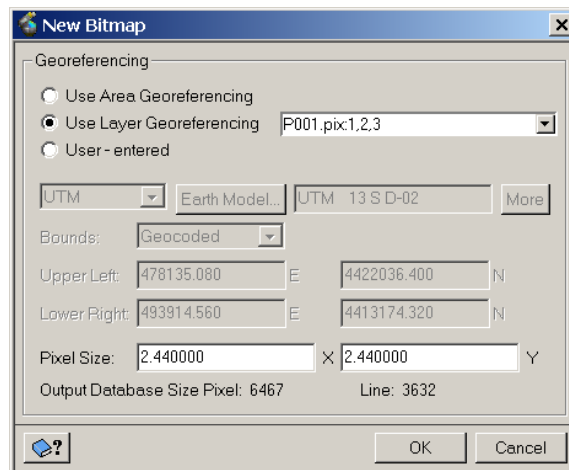 New Bitmap
Georeferencing
Use Area Georeferencing
Use Layer Georeferencing P001.pix:1,2,3
User - entered
UTM Earth Model... UTM 13 S D-02 More
Bounds: Geocoded
Upper Left: 478135.080 E 4422036.400 N
Lower Right: 493914.560 E 4413174.320 N
Pixel Size: 2.440000 X 2.440000 Y
Output Database Size Pixel: 6467 Line: 3632
? OK Cancel